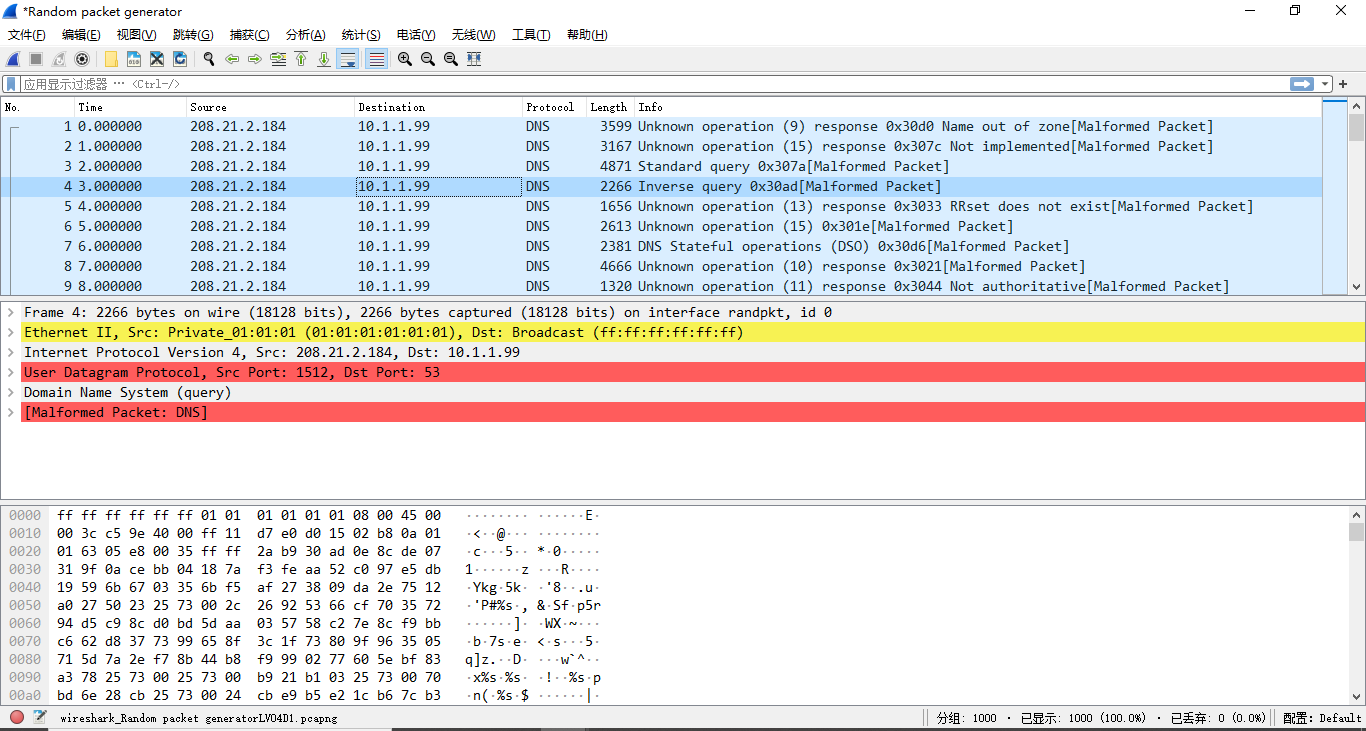 *Random packet generator
文件(F) 编辑(E) 视图(V) 跳转(G) 捕获(C) 分析(A) 统计(S) 电话(Y) 无线(W) 工具(T) 帮助(H)
应用显示过滤器 … <Ctrl-/>
No. Time Source Destination Protocol Length Info
1 0.000000 208.21.2.184 10.1.1.99 DNS 3599 Unknown operation (9) response 0x30d0 Name out of zone[Malformed Packet]
2 1.000000 208.21.2.184 10.1.1.99 DNS 3167 Unknown operation (15) response 0x307c Not implemented[Malformed Packet]
3 2.000000 208.21.2.184 10.1.1.99 DNS 4871 Standard query 0x307a[Malformed Packet]
4 3.000000 208.21.2.184 10.1.1.99 DNS 2266 Inverse query 0x30ad[Malformed Packet]
5 4.000000 208.21.2.184 10.1.1.99 DNS 1656 Unknown operation (13) response 0x3033 RRset does not exist[Malformed Packet]
6 5.000000 208.21.2.184 10.1.1.99 DNS 2613 Unknown operation (15) 0x301e[Malformed Packet]
7 6.000000 208.21.2.184 10.1.1.99 DNS 2381 DNS Stateful operations (DSO) 0x30d6[Malformed Packet]
8 7.000000 208.21.2.184 10.1.1.99 DNS 4666 Unknown operation (10) response 0x3021[Malformed Packet]
9 8.000000 208.21.2.184 10.1.1.99 DNS 1320 Unknown operation (11) response 0x3044 Not authoritative[Malformed Packet]
Frame 4: 2266 bytes on wire (18128 bits), 2266 bytes captured (18128 bits) on interface randpkt, id 0
Ethernet II, Src: Private_01:01:01 (01:01:01:01:01:01), Dst: Broadcast (ff:ff:ff:ff:ff:ff)
Internet Protocol Version 4, Src: 208.21.2.184, Dst: 10.1.1.99
User Datagram Protocol, Src Port: 1512, Dst Port: 53
Domain Name System (query)
[Malformed Packet: DNS]
0000 ff ff ff ff ff ff 01 01 01 01 01 01 08 00 45 00 ········ ······E·
0010 00 3c c5 9e 40 00 ff 11 d7 e0 d0 15 02 b8 0a 01 ·<··@··· ········
0020 01 63 05 e8 00 35 ff ff 2a b9 30 ad 0e 8c de 07 ·c···5·· *·0·····
0030 31 9f 0a ce bb 04 18 7a f3 fe aa 52 c0 97 e5 db 1······z ···R····
0040 19 59 6b 67 03 35 6b f5 af 27 38 09 da 2e 75 12 ·Ykg·5k· ·'8··.u·
0050 a0 27 50 23 25 73 00 2c 26 92 53 66 cf 70 35 72 ·'P#%s·, &·Sf·p5r
0060 94 d5 c9 8c d0 bd 5d aa 03 57 58 c2 7e 8c f9 bb ······]· ·WX·~···
0070 c6 62 d8 37 73 99 65 8f 3c 1f 73 80 9f 96 35 05 ·b·7s·e· <·s···5·
0080 71 5d 7a 2e f7 8b 44 b8 f9 99 02 77 60 5e bf 83 q]z.··D· ···w`^··
0090 a3 78 25 73 00 25 73 00 b9 21 b1 03 25 73 00 70 ·x%s·%s· ·!··%s·p
00a0 bd 6e 28 cb 25 73 00 24 cb e9 b5 e2 1c b6 7c b3 ·n(·%s·$ ······|·
wireshark_Random packet generatorLVO4D1.pcapng 分组: 1000 · 已显示: 1000 (100.0%) · 已丢弃: 0 (0.0%) 配置: Default